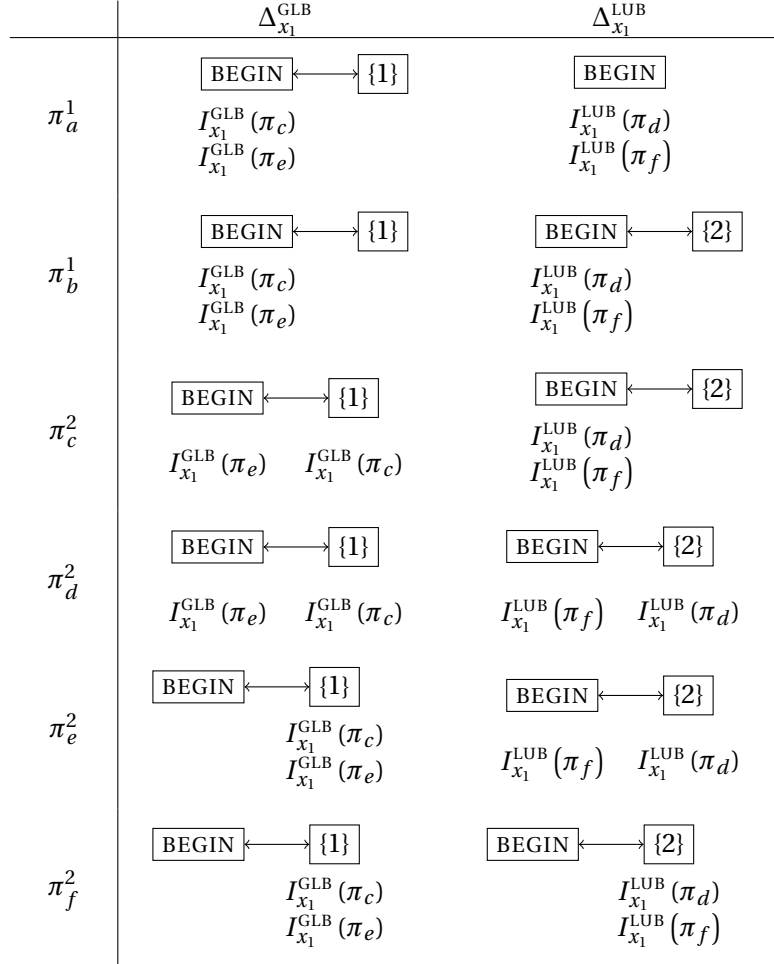 Δ_{x_1}^{GLB} Δ_{x_1}^{LUB}
π_a^1 BEGIN {1} BEGIN
I_{x_1}^{GLB}(π_c) I_{x_1}^{LUB}(π_d)
I_{x_1}^{GLB}(π_e) I_{x_1}^{LUB}(π_f)
π_b^1 BEGIN {1} BEGIN {2}
I_{x_1}^{GLB}(π_c) I_{x_1}^{LUB}(π_d)
I_{x_1}^{GLB}(π_e) I_{x_1}^{LUB}(π_f)
π_c^2 BEGIN {1} BEGIN {2}
I_{x_1}^{GLB}(π_e) I_{x_1}^{GLB}(π_c) I_{x_1}^{LUB}(π_d)
I_{x_1}^{LUB}(π_f)
π_d^2 BEGIN {1} BEGIN {2}
I_{x_1}^{GLB}(π_e) I_{x_1}^{GLB}(π_c) I_{x_1}^{LUB}(π_f) I_{x_1}^{LUB}(π_d)
π_e^2 BEGIN {1} BEGIN {2}
I_{x_1}^{GLB}(π_c) I_{x_1}^{LUB}(π_f) I_{x_1}^{LUB}(π_d)
I_{x_1}^{GLB}(π_e)
π_f^2 BEGIN {1} BEGIN {2}
I_{x_1}^{GLB}(π_c) I_{x_1}^{LUB}(π_d)
I_{x_1}^{GLB}(π_e) I_{x_1}^{LUB}(π_f)